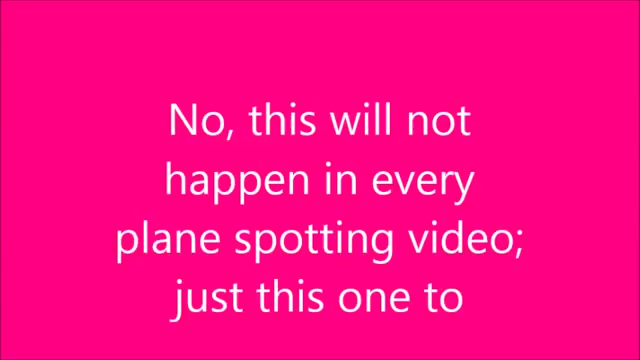 No, this will not
happen in every
plane spotting video;
just this one to